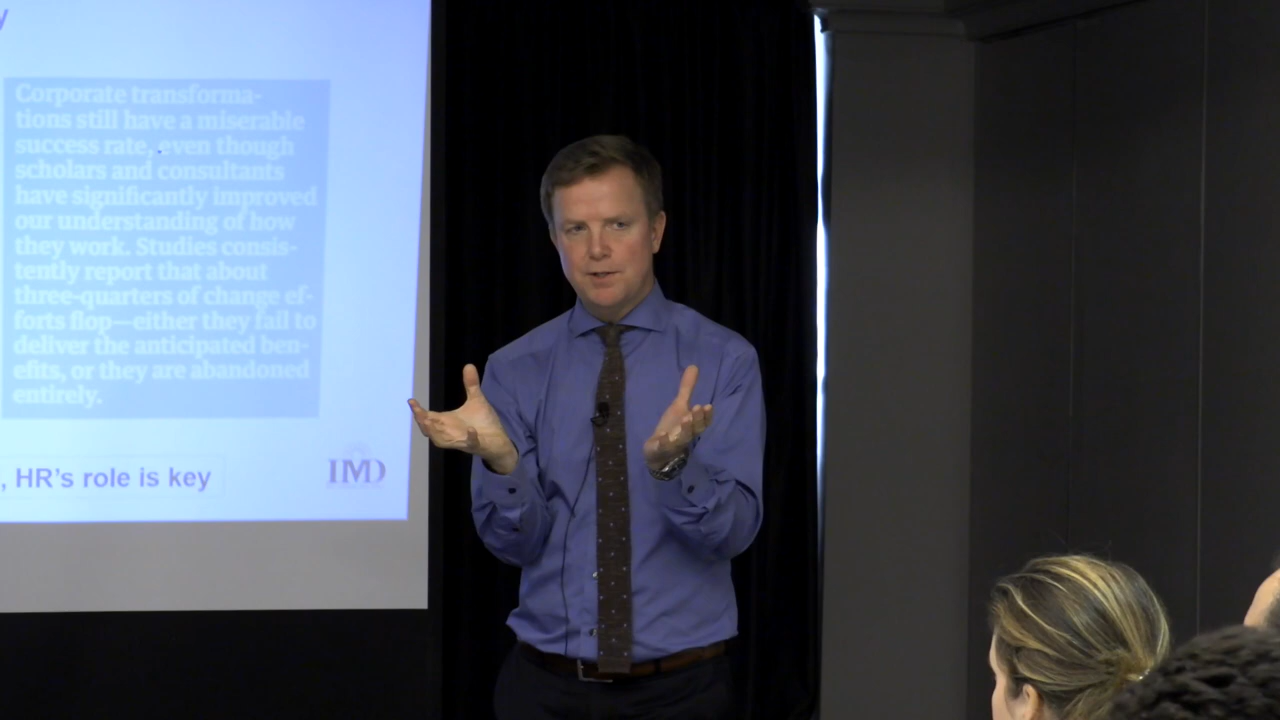 y
Corporate transforma-
tions still have a miserable
success rate, even though
scholars and consultants
have significantly improved
our understanding of how
they work. Studies consis-
tently report that about
three-quarters of change ef-
forts flop—either they fail to
deliver the anticipated ben-
efits, or they are abandoned
entirely.
, HR's role is key
IMD